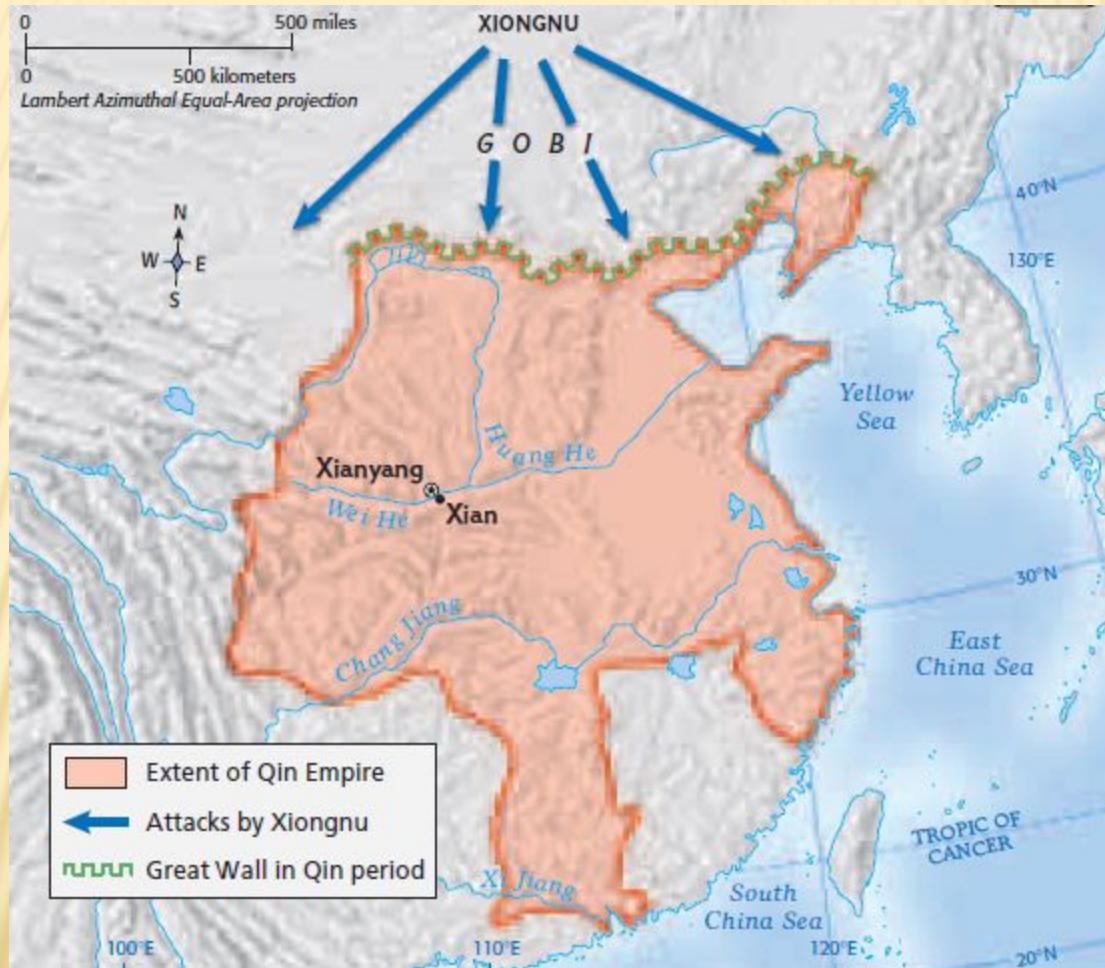 0 500 miles
0 500 kilometers
Lambert Azimuthal Equal-Area projection
XIONGNU
GOBI
N
W E
S
40°N
130°E
Yellow
Sea
Huang He
Xianyang
Wei He
Xian
30°N
Chang Jiang
East
China Sea
Extent of Qin Empire
Attacks by Xiongnu
Great Wall in Qin period
TROPIC OF
CANCER
Xi Jiang
South
China Sea
100°E
110°E
120°E
20°N